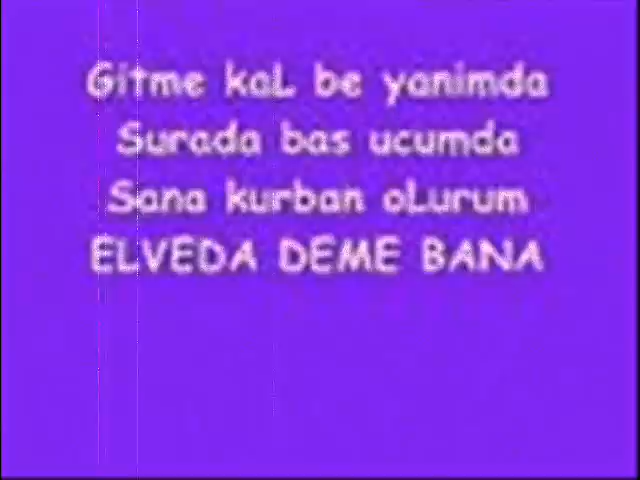 Gitme kaL be yanimda
Surada bas ucumda
Sana kurban oLurum
ELVEDA DEME BANA